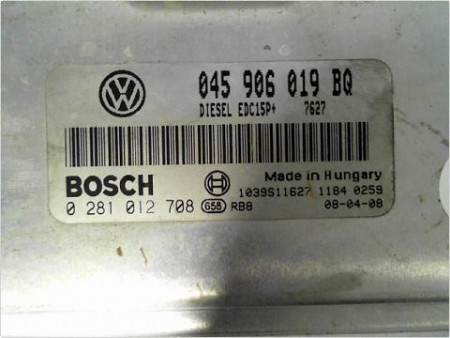 045 906 019 BQ
DIESEL EDC15P+ 7627
BOSCH Made in Hungary
1039S11627 1184 0259
0 281 012 708 G58 RB8 08-04-08